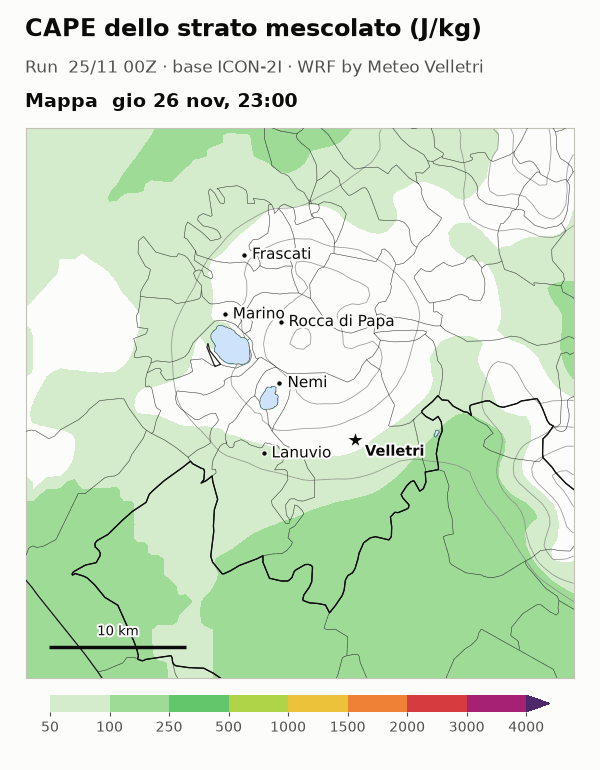 CAPE dello strato mescolato (J/kg)
Run  25/11 00Z · base ICON-2I · WRF by Meteo Velletri
Mappa  gio 26 nov, 23:00
Frascati
Marino
Rocca di Papa
Nemi
Velletri
Lanuvio
10 km
50 100 250 500 1000 1500 2000 3000 4000